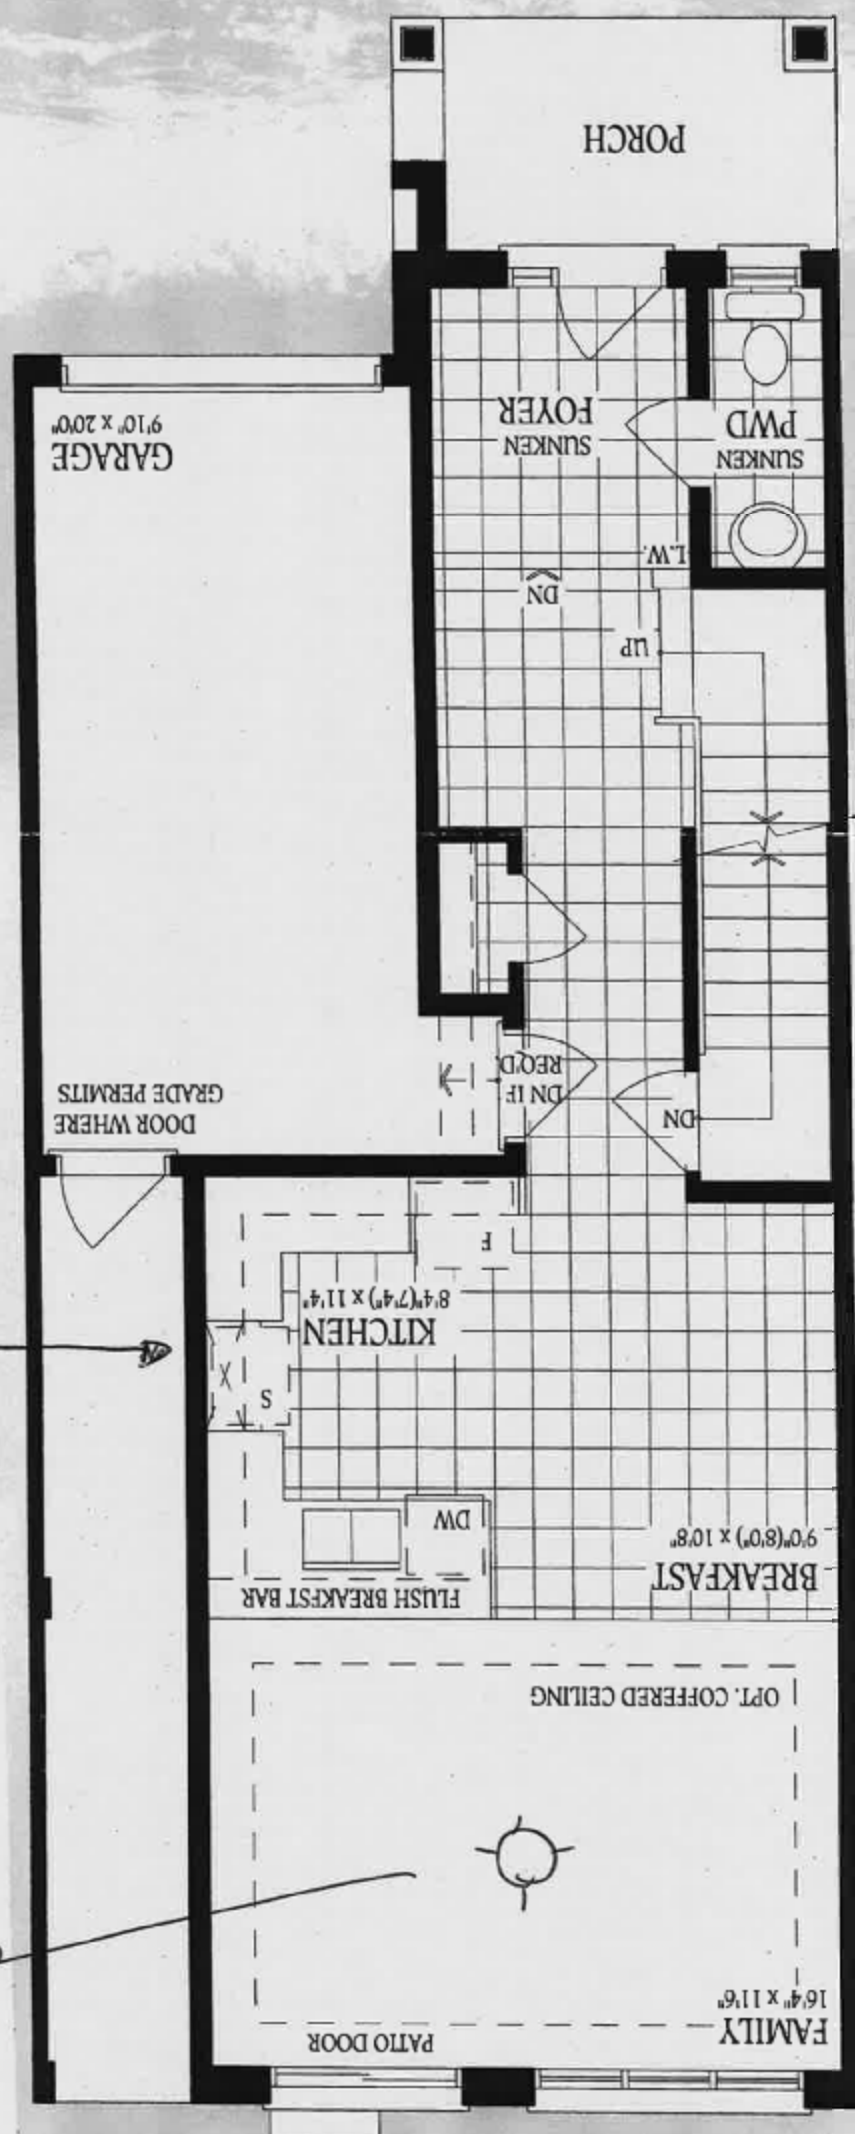 FAMILY
16'4" x 11'6"
PATIO DOOR
OPT. COFFERED CEILING
BREAKFAST
9'0"(8'0") x 10'8"
FLUSH BREAKFST BAR
DW
S
KITCHEN
8'4"(7'4") x 11'4"
F
DOOR WHERE
GRADE PERMITS
DN
DN IF
REQ'D
UP
DN
L.W.
SUNKEN
PWD
SUNKEN
FOYER
GARAGE
9'10" x 20'0"
PORCH